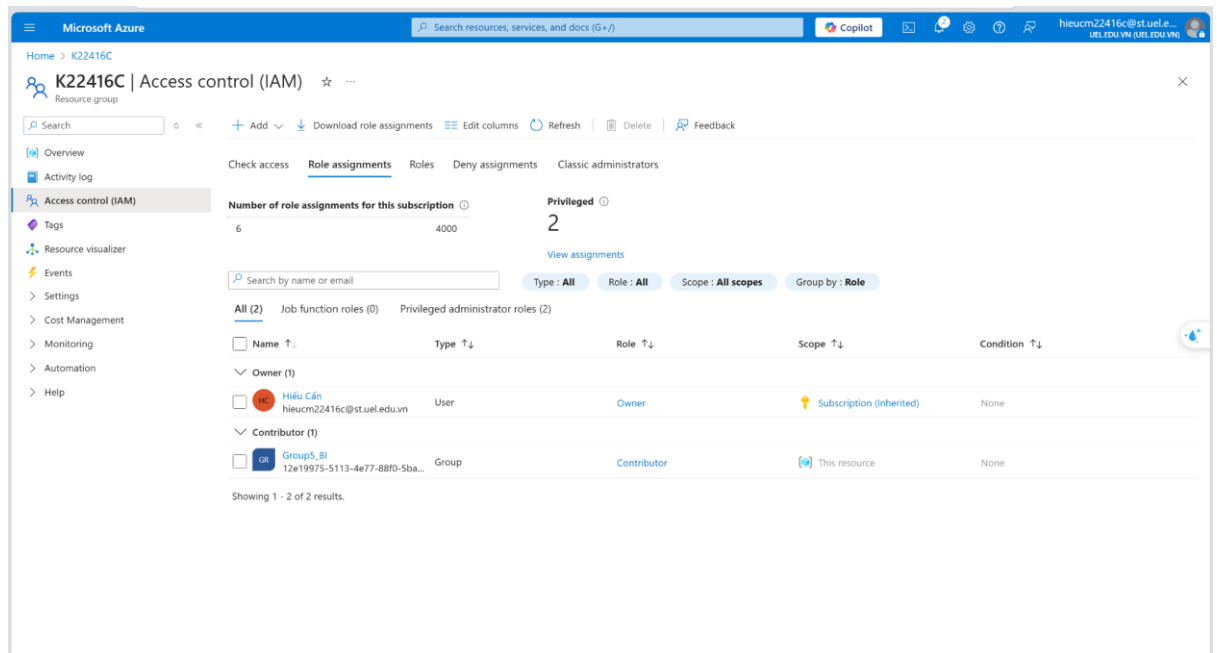 Microsoft Azure
Search resources, services, and docs (G+/)
Copilot
2
hieucm22416c@st.uel.e...
UEL.EDU.VN (UEL.EDU.VN)
Home > K22416C
K22416C | Access control (IAM)
Resource group
Search
Add
Download role assignments
Edit columns
Refresh
Delete
Feedback
Overview
Activity log
Access control (IAM)
Tags
Resource visualizer
Events
Settings
Cost Management
Monitoring
Automation
Help
Check access Role assignments Roles Deny assignments Classic administrators
Number of role assignments for this subscription
6 4000
Privileged
2
View assignments
Search by name or email
Type : All
Role : All
Scope : All scopes
Group by : Role
All (2) Job function roles (0) Privileged administrator roles (2)
Name Type Role Scope Condition
Owner (1)
HC
Hiếu Cấn
hieucm22416c@st.uel.edu.vn
User Owner Subscription (Inherited) None
Contributor (1)
GR
Group5_BI
12e19975-5113-4e77-88f0-5ba...
Group Contributor This resource None
Showing 1 - 2 of 2 results.